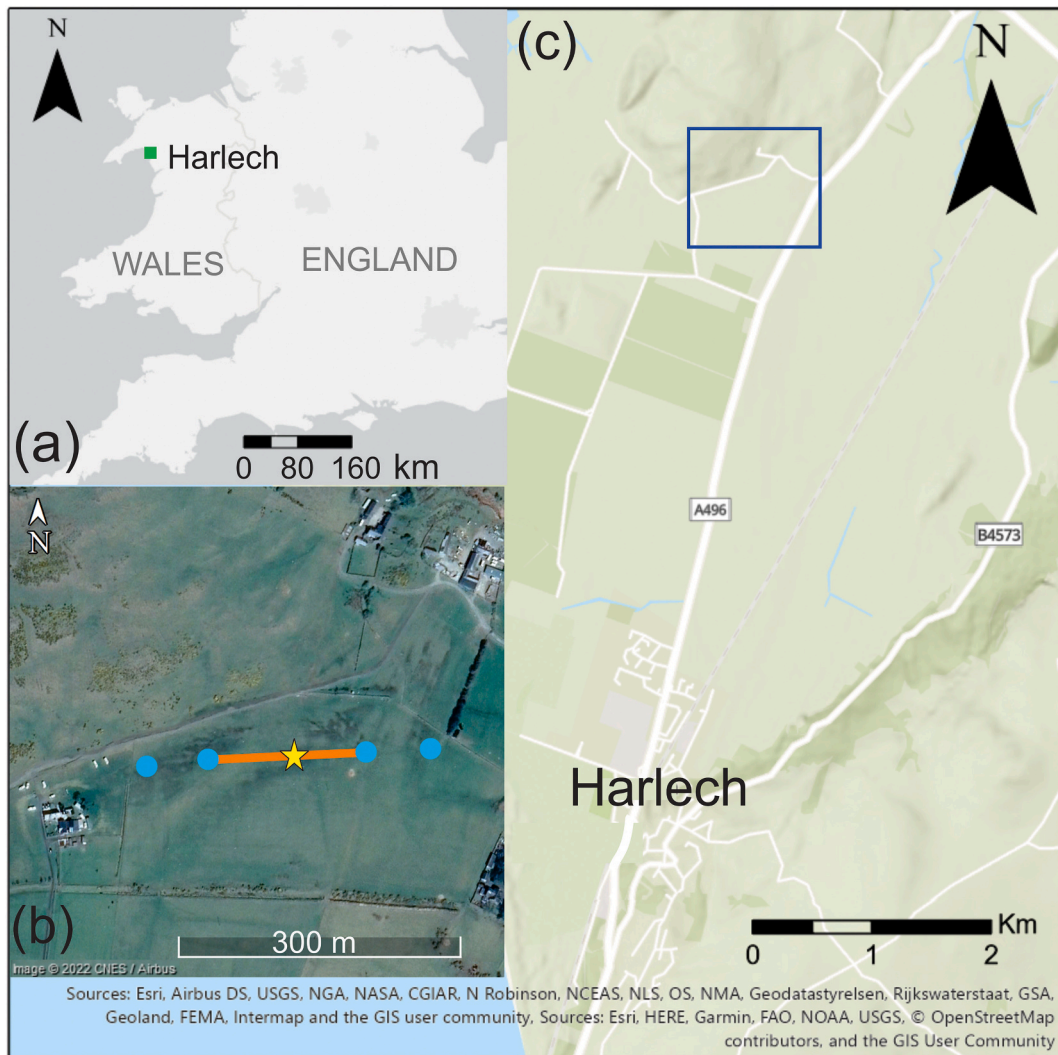 N
Harlech
WALES
ENGLAND
(a)
0 80 160 km
N
(b)
300 m
Image © 2022 CNES / Airbus
(c)
N
A496
B4573
Harlech
Km
0 1 2
Sources: Esri, Airbus DS, USGS, NGA, NASA, CGIAR, N Robinson, NCEAS, NLS, OS, NMA, Geodatastyrelsen, Rijkswaterstaat, GSA,
Geoland, FEMA, Intermap and the GIS user community, Sources: Esri, HERE, Garmin, FAO, NOAA, USGS, © OpenStreetMap
contributors, and the GIS User Community